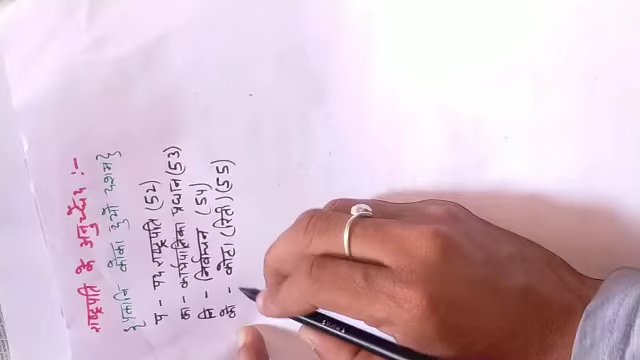 राष्ट्रपति के अनुच्छेद :-
कोका
प - पद राष्ट्रपति (52)
का - कार्यपालिका प्रधान (53)
नि - निर्वाचन (54)
को - कोटा (रिती) (55)